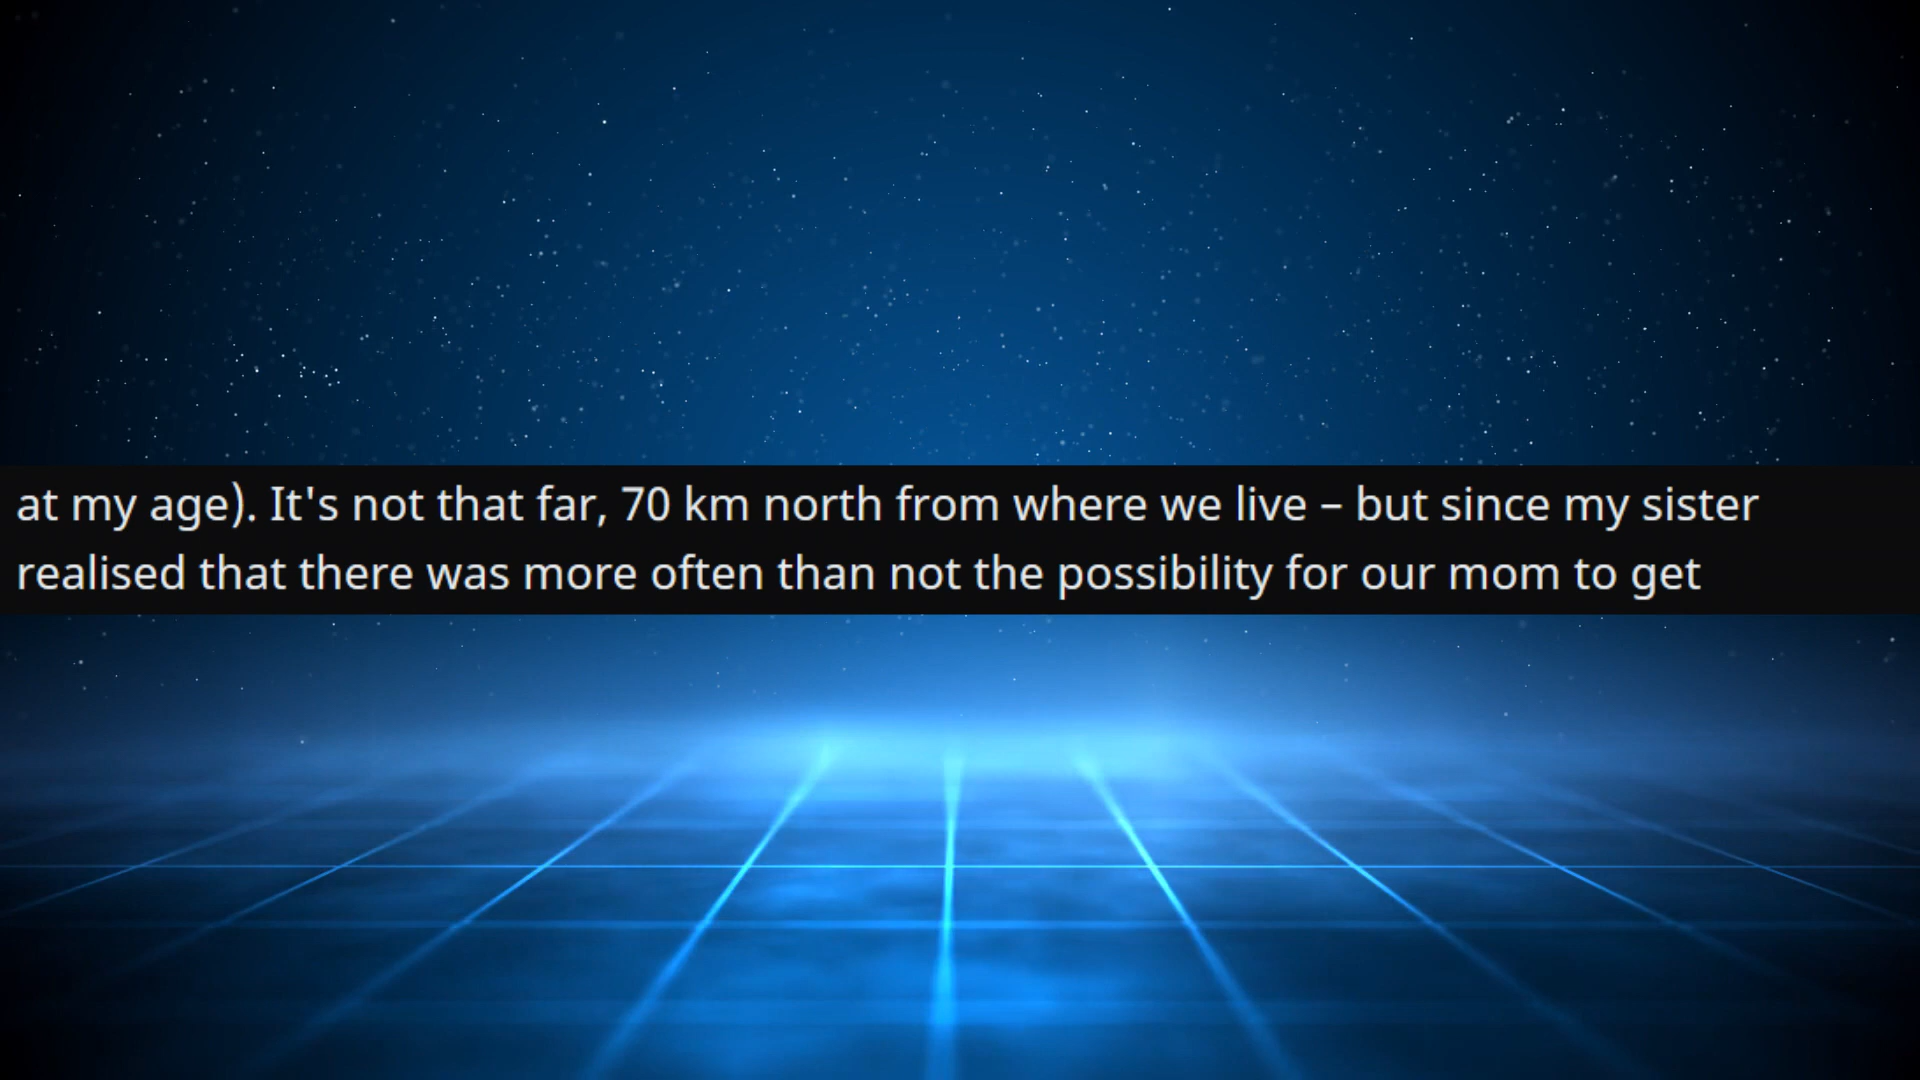 at my age). It's not that far, 70 km north from where we live – but since my sister
realised that there was more often than not the possibility for our mom to get